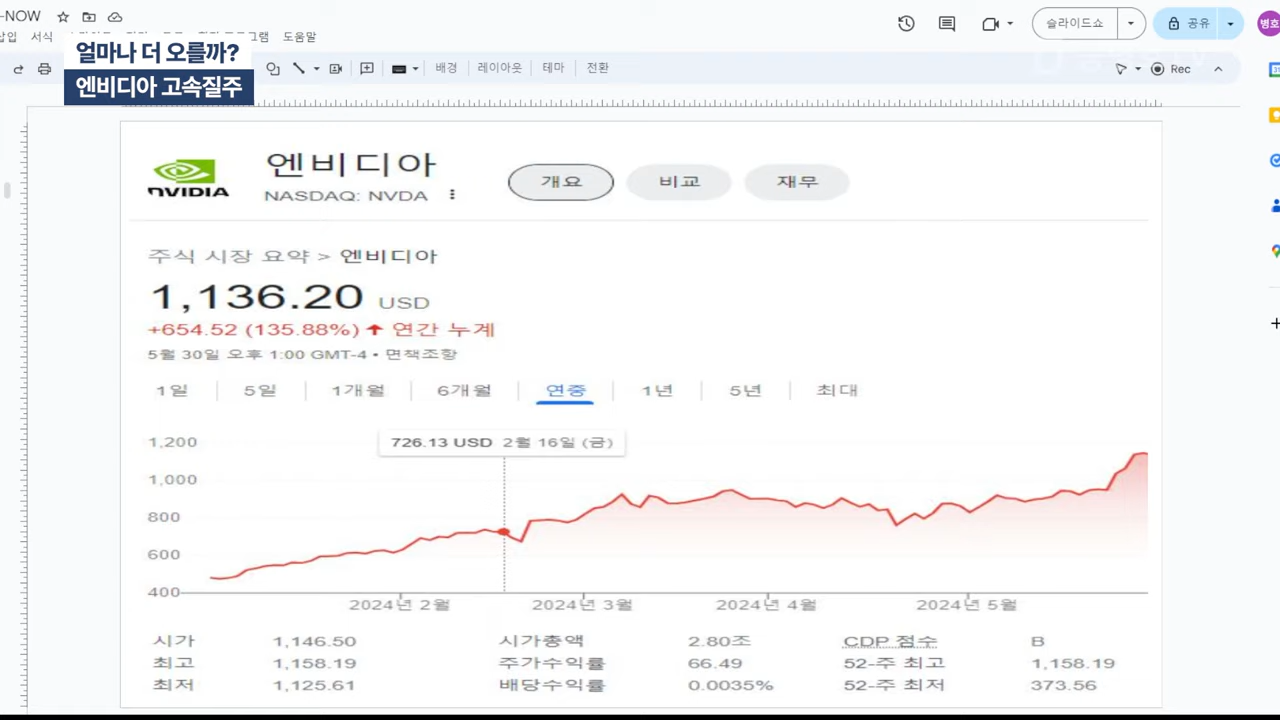 -NOW
삽입 서식
도움말
슬라이드쇼
공유
병호
얼마나 더 오를까?
엔비디아 고속질주
배경 레이아웃 테마 전환
Rec
NVIDIA
엔비디아
NASDAQ: NVDA
개요 비교 재무
주식 시장 요약 > 엔비디아
1,136.20 USD
+654.52 (135.88%) ↑ 연간 누계
5월 30일 오후 1:00 GMT-4 • 면책조항
1일 5일 1개월 6개월 연중 1년 5년 최대
726.13 USD 2월 16일 (금)
1,200
1,000
800
600
400
2024년 2월 2024년 3월 2024년 4월 2024년 5월
시가 1,146.50 시가총액 2.80조 CDP 점수 B
최고 1,158.19 주가수익률 66.49 52-주 최고 1,158.19
최저 1,125.61 배당수익률 0.0035% 52-주 최저 373.56